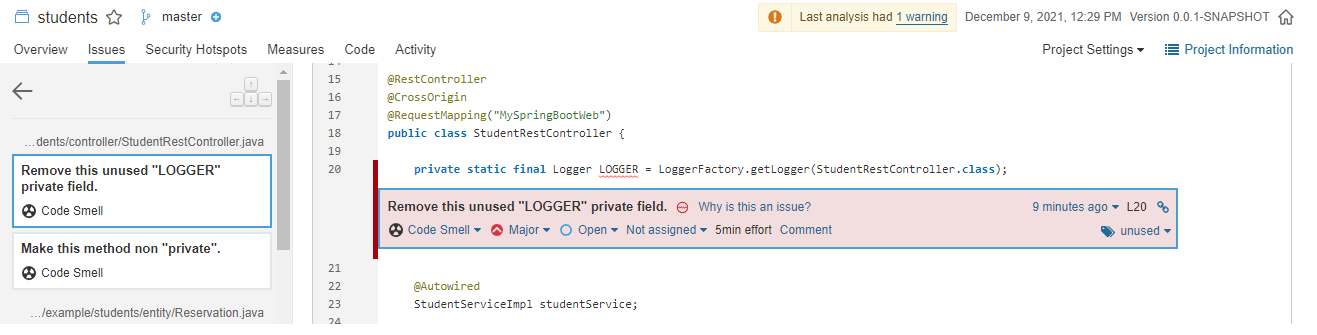 students master Last analysis had 1 warning December 9, 2021, 12:29 PM Version 0.0.1-SNAPSHOT
Overview Issues Security Hotspots Measures Code Activity Project Settings Project Information
…dents/controller/StudentRestController.java
Remove this unused "LOGGER"
private field.
Code Smell
Make this method non "private".
Code Smell
…/example/students/entity/Reservation.java
14
15 @RestController
16 @CrossOrigin
17 @RequestMapping("MySpringBootWeb")
18 public class StudentRestController {
19
20 private static final Logger LOGGER = LoggerFactory.getLogger(StudentRestController.class);
Remove this unused "LOGGER" private field. Why is this an issue? 9 minutes ago L20
Code Smell Major Open Not assigned 5min effort Comment unused
21
22 @Autowired
23 StudentServiceImpl studentService;
24